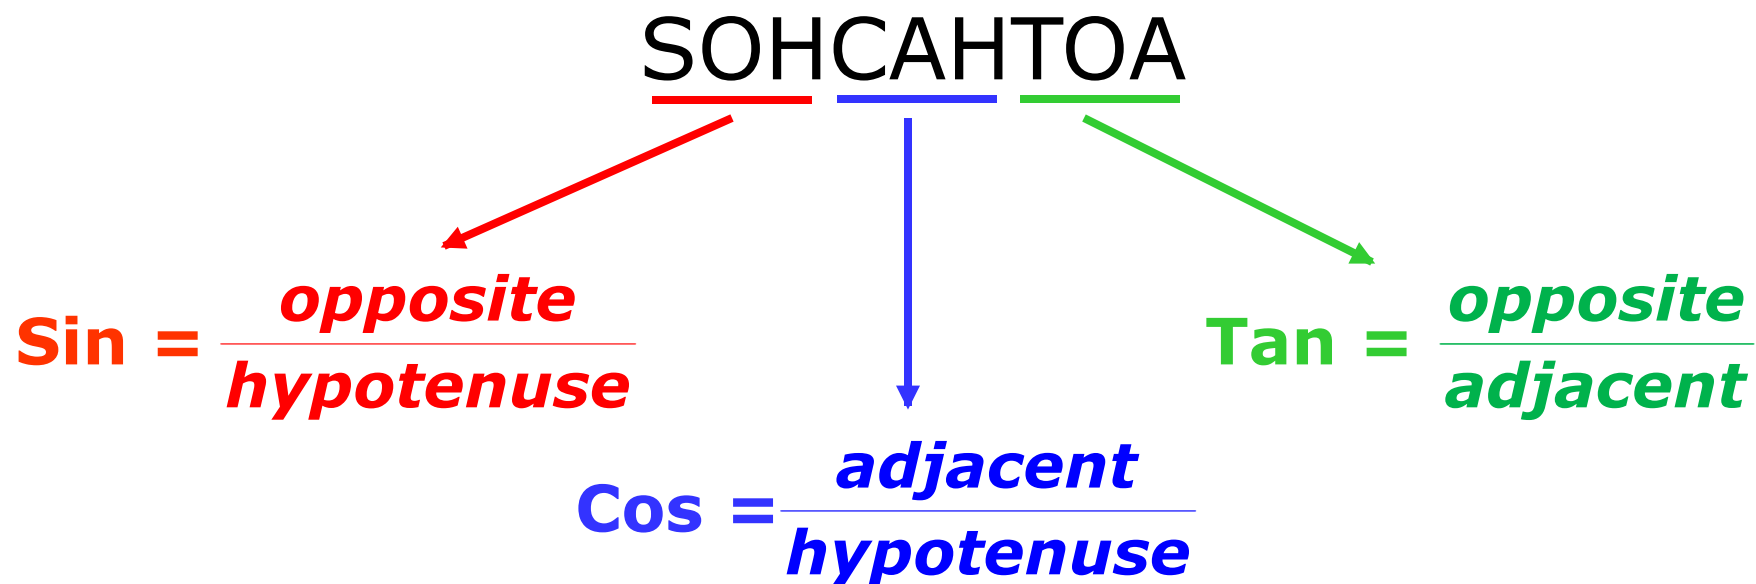 SOHCAHTOA
Sin = opposite
hypotenuse
Cos = adjacent
hypotenuse
Tan = opposite
adjacent